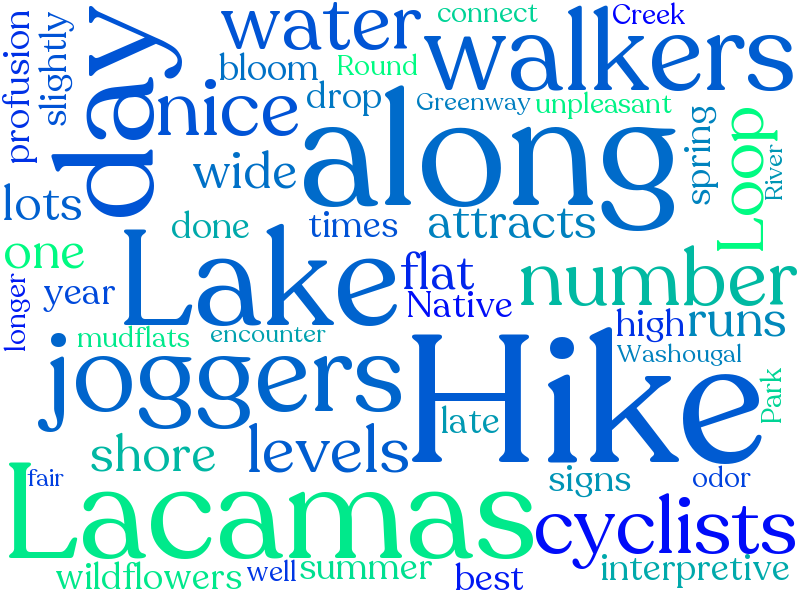 connect
Creek
water
walkers
profusion
slightly
day
bloom
Round
nice
drop
Greenway
unpleasant
along
spring
Loop
River
wide
lots
done
times
attracts
one
Lake
flat
number
longer
year
Native
high
runs
mudflats
encounter
joggers
Hike
Washougal
Park
late
shore
levels
fair
signs
odor
Lacamas
cyclists
wildflowers
well
summer
best
interpretive